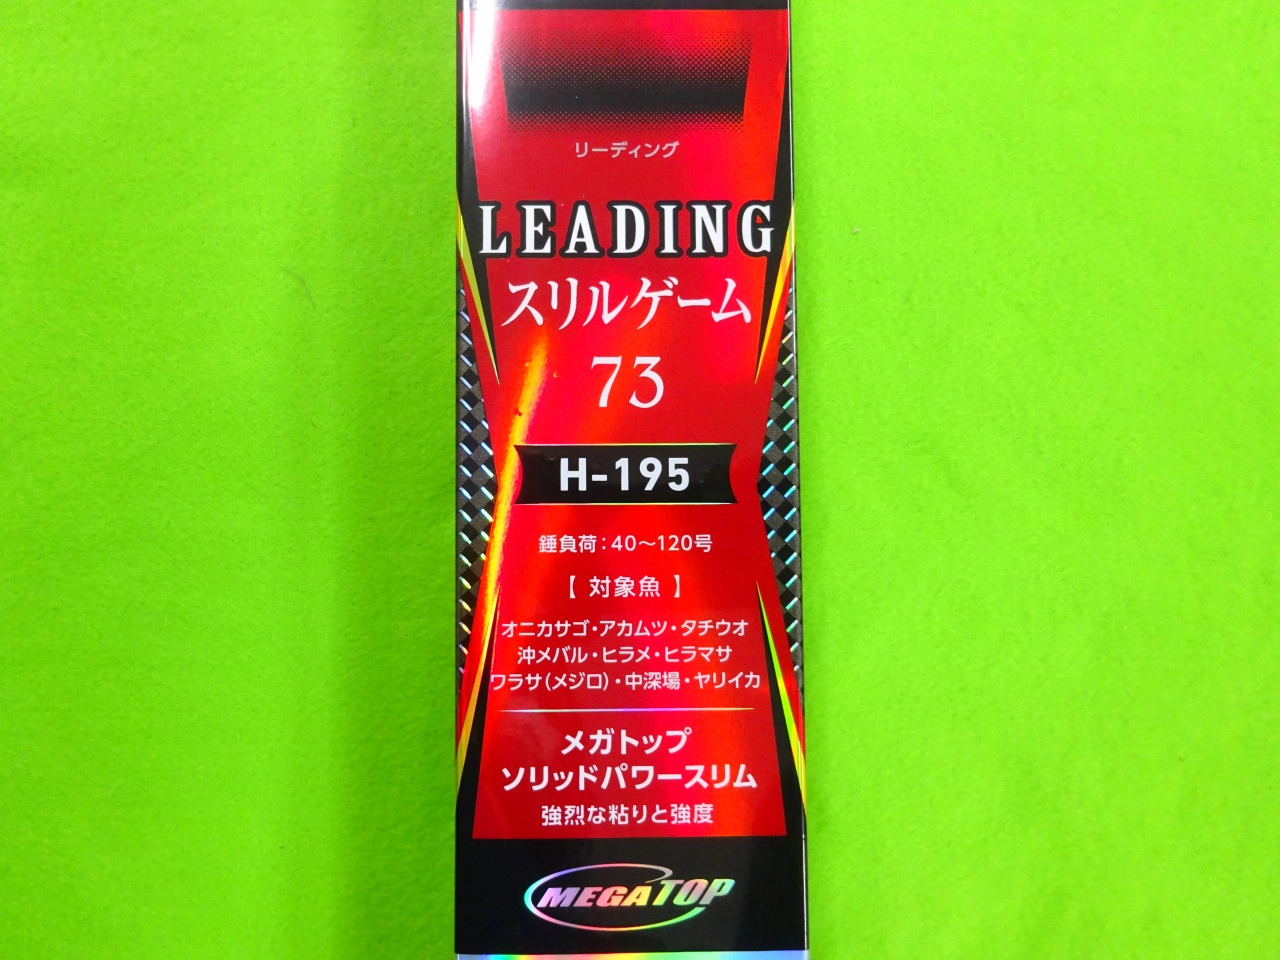 リーディング
LEADING
スリルゲーム
73
H-195
錘負荷：40〜120号
【 対象魚 】
オニカサゴ・アカムツ・タチウオ
沖メバル・ヒラメ・ヒラマサ
ワラサ（メジロ）・中深場・ヤリイカ
メガトップ
ソリッドパワースリム
強烈な粘りと強度
MEGATOP